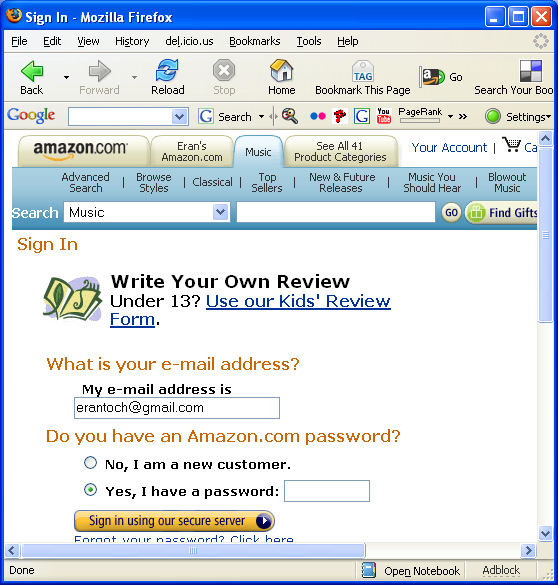 Sign In - Mozilla Firefox
File Edit View History del.icio.us Bookmarks Tools Help
Back Forward Reload Stop Home Bookmark This Page Go Search Your Boo
TAG
Google G Search PageRank » Settings
You Tube
amazon.com Eran's Amazon.com Music See All 41 Product Categories Your Account | Ca
Advanced Search | Browse Styles | Classical | Top Sellers | New & Future Releases | Music You Should Hear | Blowout Music
Search Music GO Find Gifts
Sign In
Write Your Own Review
Under 13? Use our Kids' Review
Form.
What is your e-mail address?
My e-mail address is
erantoch@gmail.com
Do you have an Amazon.com password?
No, I am a new customer.
Yes, I have a password:
Sign in using our secure server
Forgot your password? Click here
Done Open Notebook Adblock